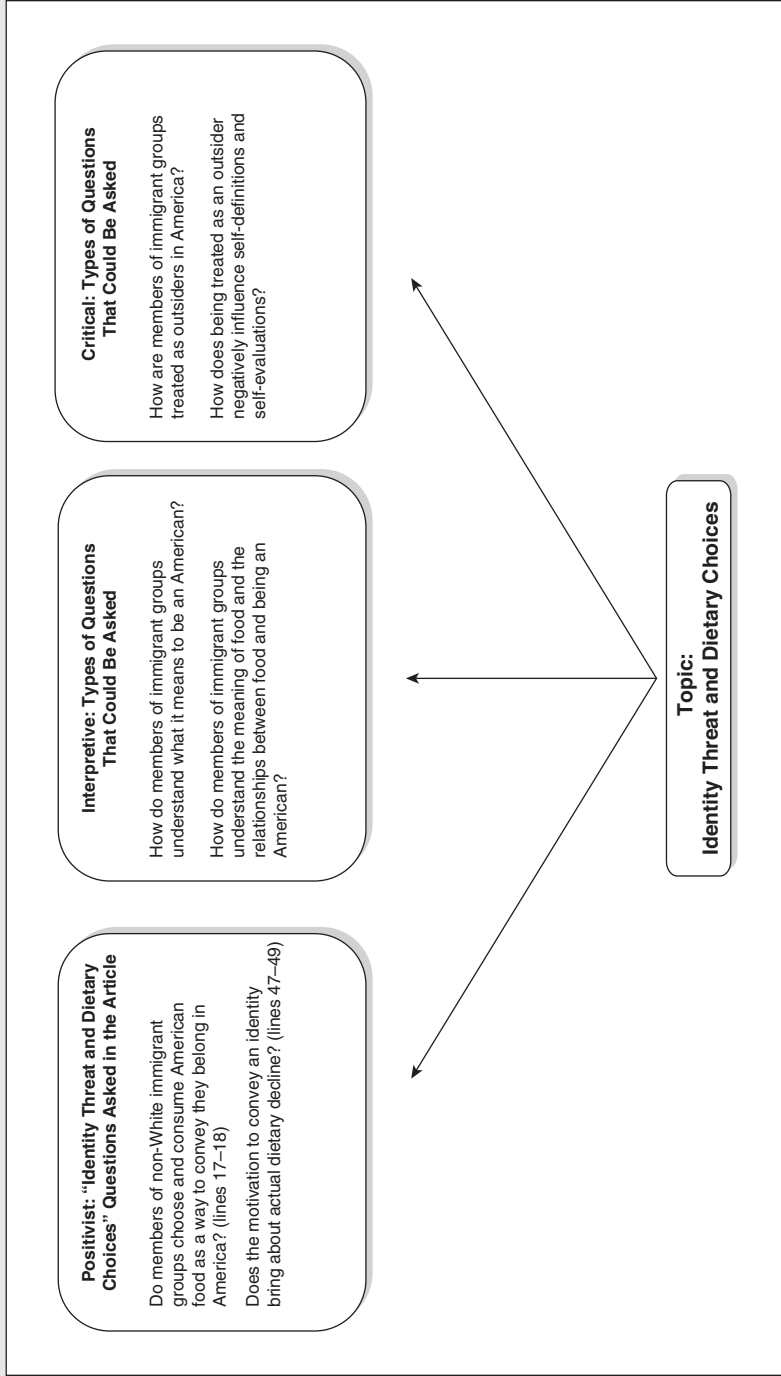 Positivist: “Identity Threat and Dietary
Choices” Questions Asked in the Article
Do members of non-White immigrant
groups choose and consume American
food as a way to convey they belong in
America? (lines 17–18)
Does the motivation to convey an identity
bring about actual dietary decline? (lines 47–49)
Interpretive: Types of Questions
That Could Be Asked
How do members of immigrant groups
understand what it means to be an American?
How do members of immigrant groups
understand the meaning of food and the
relationships between food and being an
American?
Critical: Types of Questions
That Could Be Asked
How are members of immigrant groups
treated as outsiders in America?
How does being treated as an outsider
negatively influence self-definitions and
self-evaluations?
Topic:
Identity Threat and Dietary Choices